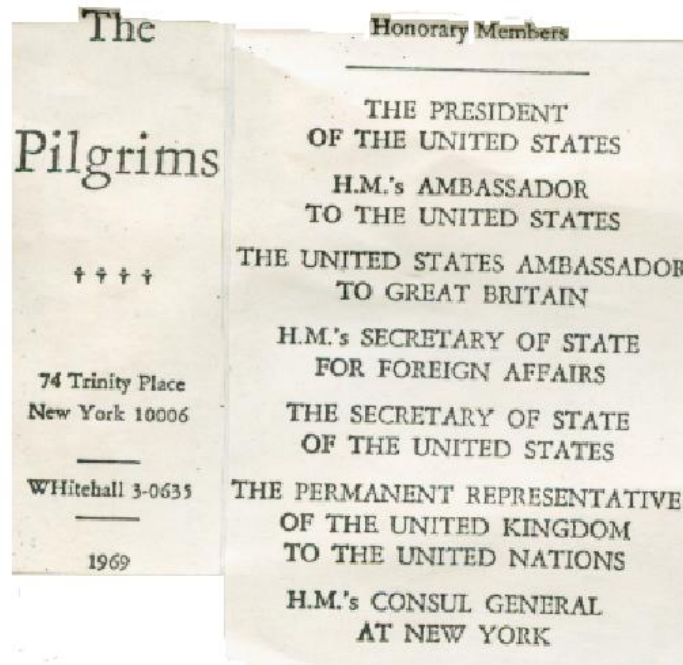 The
Pilgrims
† † † †
74 Trinity Place
New York 10006
WHitehall 3-0635
1969
Honorary Members
THE PRESIDENT
OF THE UNITED STATES
H.M.'s AMBASSADOR
TO THE UNITED STATES
THE UNITED STATES AMBASSADOR
TO GREAT BRITAIN
H.M.'s SECRETARY OF STATE
FOR FOREIGN AFFAIRS
THE SECRETARY OF STATE
OF THE UNITED STATES
THE PERMANENT REPRESENTATIVE
OF THE UNITED KINGDOM
TO THE UNITED NATIONS
H.M.'s CONSUL GENERAL
AT NEW YORK